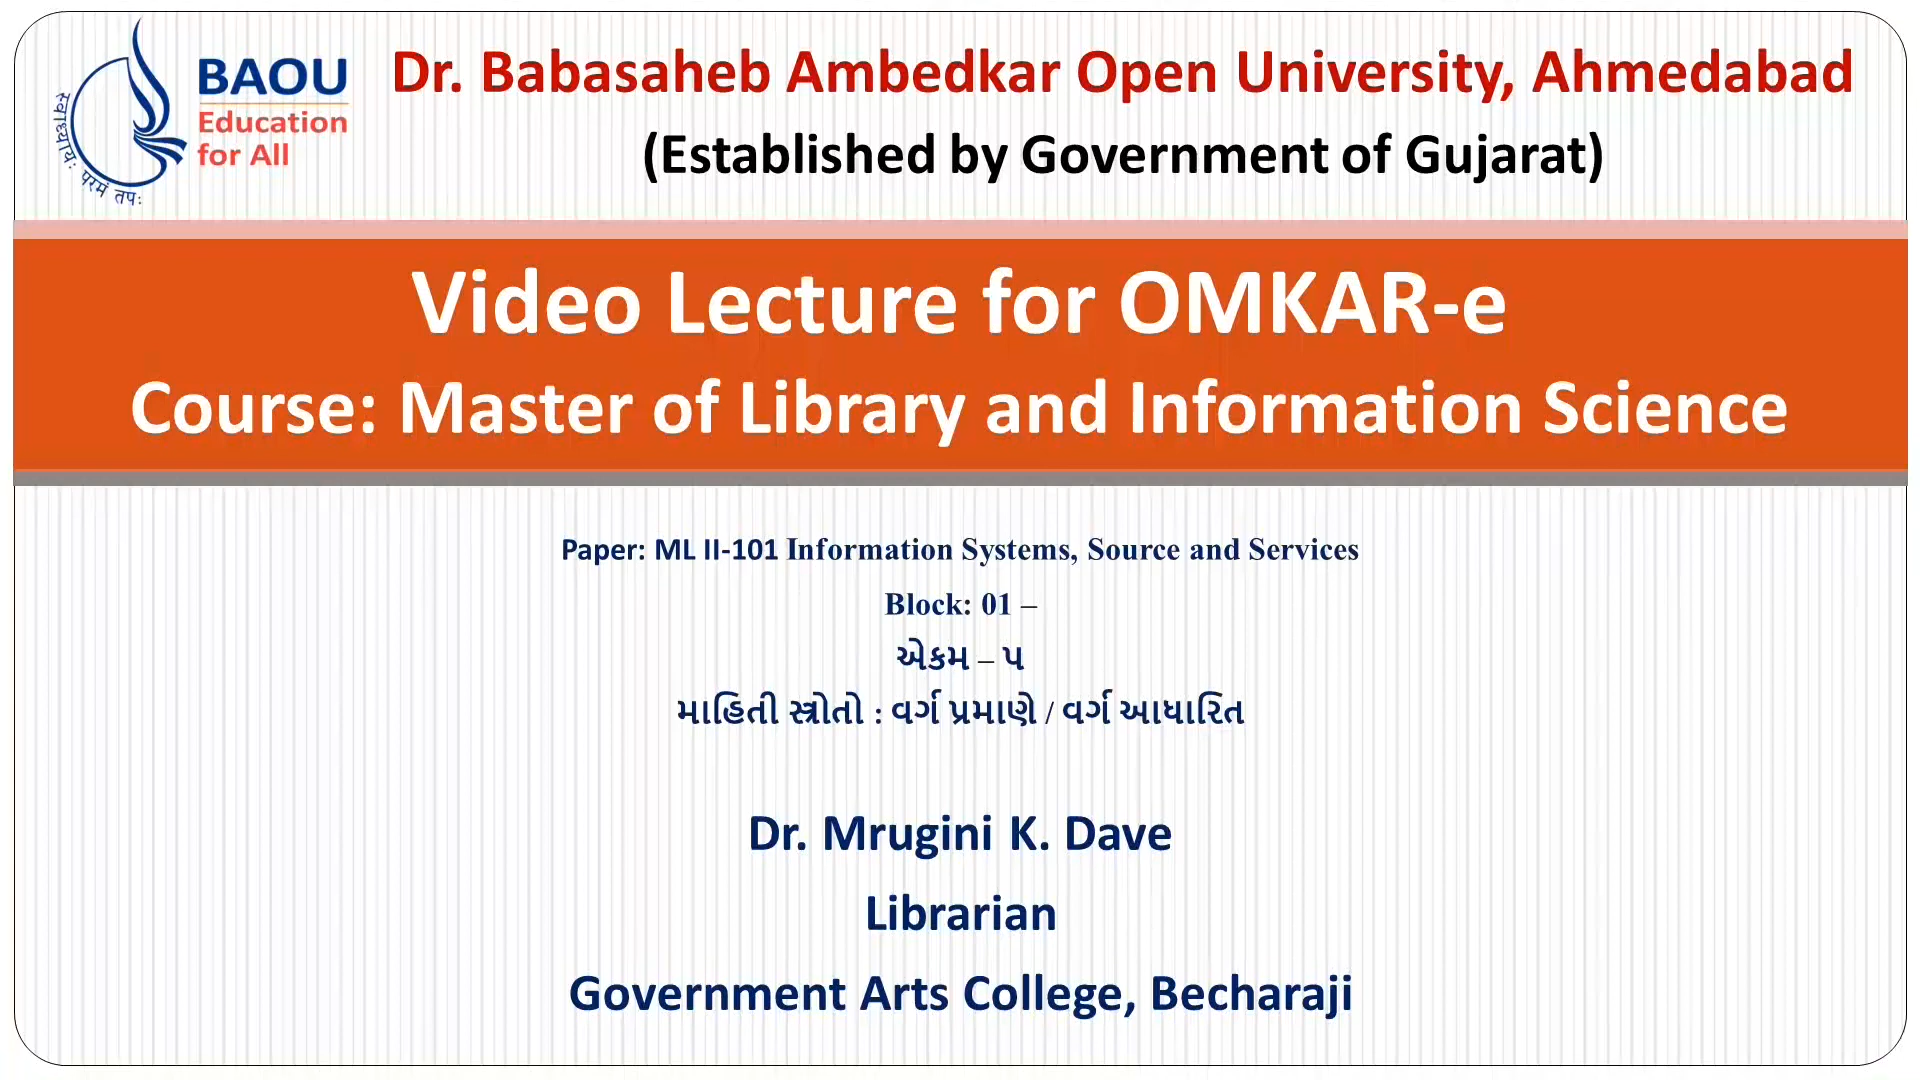 BAOU
Education
for All
स्वाध्यायः परमं तपः
Dr. Babasaheb Ambedkar Open University, Ahmedabad
(Established by Government of Gujarat)
Video Lecture for OMKAR-e
Course: Master of Library and Information Science
Paper: ML II-101 Information Systems, Source and Services
Block: 01 –
એકમ – ૫
માહિતી સ્ત્રોતો : વર્ગ પ્રમાણે / વર્ગ આધારિત
Dr. Mrugini K. Dave
Librarian
Government Arts College, Becharaji